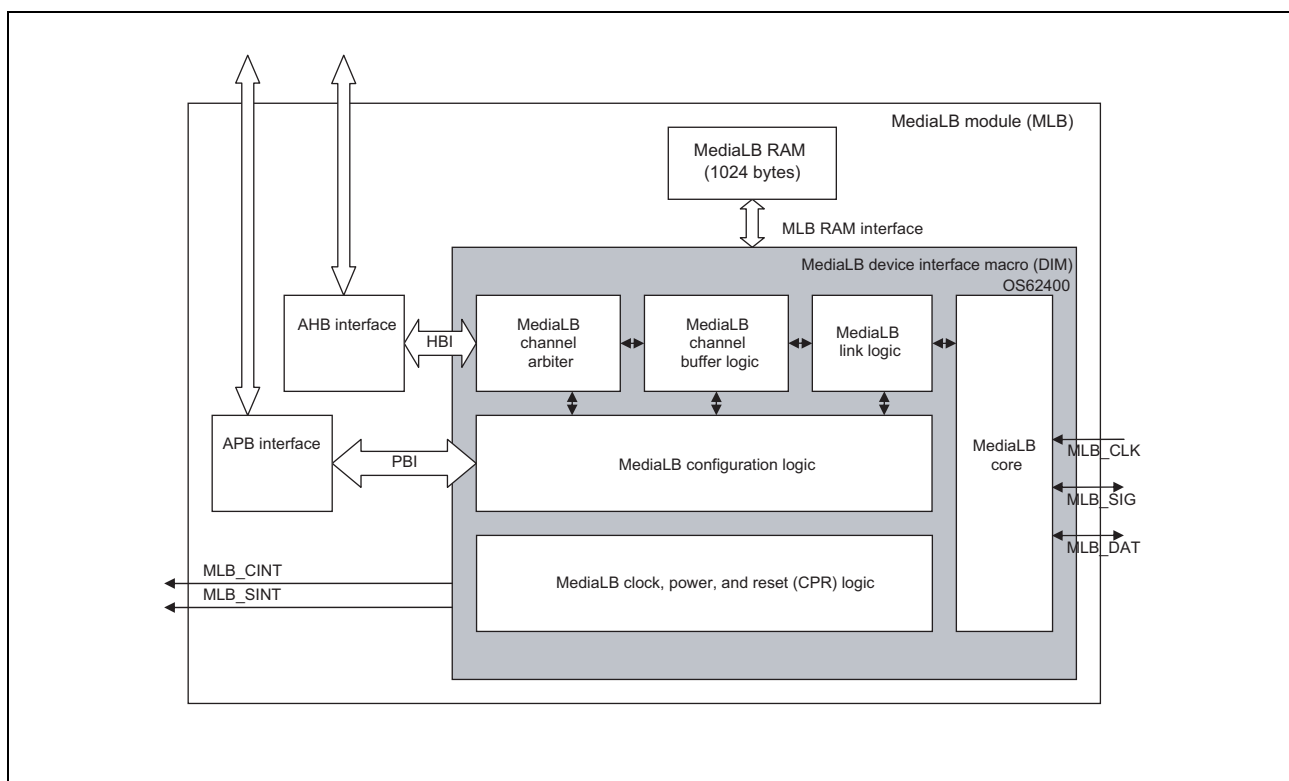 MediaLB module (MLB)
MediaLB RAM
(1024 bytes)
MLB RAM interface
MediaLB device interface macro (DIM)
OS62400
AHB interface
HBI
MediaLB
channel
arbiter
MediaLB
channel
buffer logic
MediaLB
link logic
APB interface
PBI
MediaLB configuration logic
MediaLB
core
MLB_CLK
MLB_SIG
MLB_DAT
MLB_CINT
MLB_SINT
MediaLB clock, power, and reset (CPR) logic